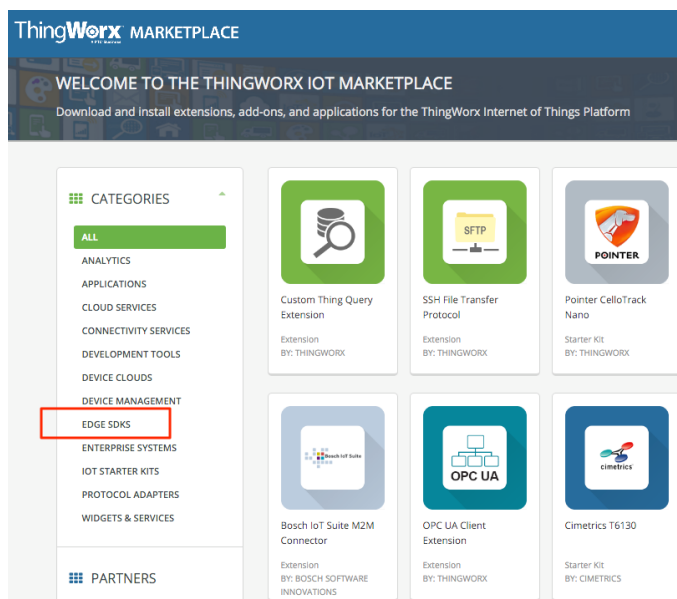 ThingWorx MARKETPLACE
WELCOME TO THE THINGWORX IOT MARKETPLACE
Download and install extensions, add-ons, and applications for the ThingWorx Internet of Things Platform
CATEGORIES
ALL
ANALYTICS
APPLICATIONS
CLOUD SERVICES
CONNECTIVITY SERVICES
DEVELOPMENT TOOLS
DEVICE CLOUDS
DEVICE MANAGEMENT
EDGE SDKS
ENTERPRISE SYSTEMS
IOT STARTER KITS
PROTOCOL ADAPTERS
WIDGETS & SERVICES
PARTNERS
Custom Thing Query
Extension
Extension
BY: THINGWORX
SFTP
SSH File Transfer
Protocol
Extension
BY: THINGWORX
POINTER
Pointer CelloTrack
Nano
Starter Kit
BY: THINGWORX
Bosch IoT Suite
Bosch IoT Suite M2M
Connector
Extension
BY: BOSCH SOFTWARE
INNOVATIONS
OPC UA
OPC UA Client
Extension
Extension
BY: THINGWORX
cimetrics
Cimetrics T6130
Starter Kit
BY: CIMETRICS